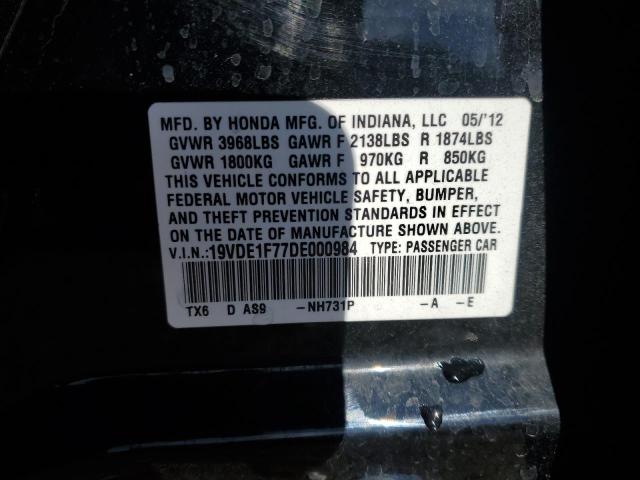 MFD. BY HONDA MFG. OF INDIANA, LLC 05/'12
GVWR 3968LBS GAWR F 2138LBS R 1874LBS
GVWR 1800KG GAWR F 970KG R 850KG
THIS VEHICLE CONFORMS TO ALL APPLICABLE
FEDERAL MOTOR VEHICLE SAFETY, BUMPER,
AND THEFT PREVENTION STANDARDS IN EFFECT
ON THE DATE OF MANUFACTURE SHOWN ABOVE.
V.I.N.:19VDE1F77DE000984 TYPE: PASSENGER CAR
TX6 D AS9 -NH731P -A -E